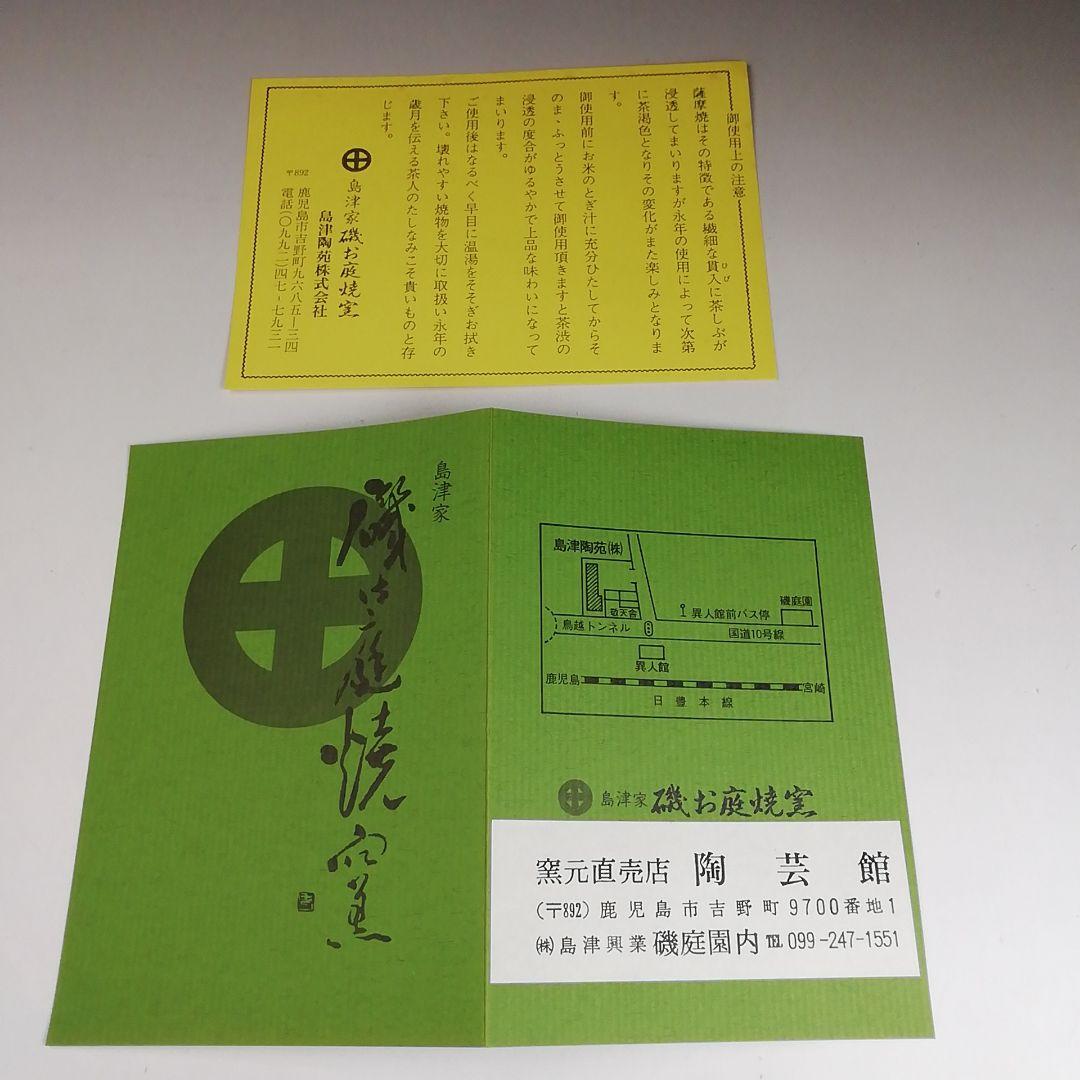 御使用上の注意
薩摩焼はその特徴である繊細な貫入に茶しぶが
ひび
浸透してまいりますが永年の使用によって次第
に茶渇色となりその変化がまた楽しみとなりま
す。
御使用前にお米のとぎ汁に充分ひたしてからそ
のまゝふっとうさせて御使用頂きますと茶渋の
浸透の度合がゆるやかで上品な味わいになって
まいります。
ご使用後はなるべく早目に温湯をそそぎお拭き
下さい。壊れやすい焼物を大切に取扱い永年の
歳月を伝える茶人のたしなみこそ貴いものと存
じます。
島津家磯お庭焼窯
島津陶苑株式会社
〒892 鹿児島市吉野町九六八五ー三四
電話(〇九九二)四七-七九三一
島津家
磯お庭焼窯
島津陶苑㈱
敬天舎
異人館前バス停
磯庭園
鳥越トンネル
国道10号線
異人館
鹿児島
宮崎
日豊本線
島津家 磯お庭焼窯
窯元直売店 陶芸館
(〒892)鹿児島市吉野町9700番地1
㈱島津興業磯庭園内℡099-247-1551